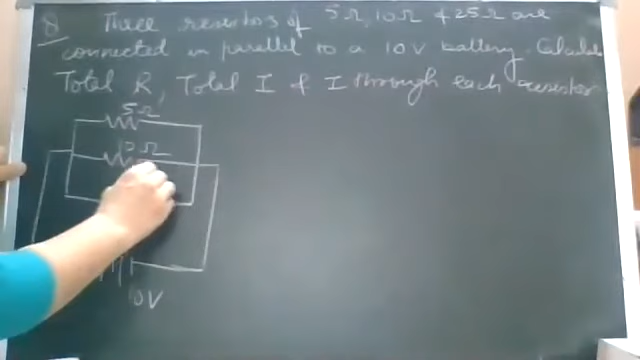 8 Three resistors of 5Ω, 10Ω & 25Ω are
connected in parallel to a 10V battery. Calculate
Total R, Total I & I through each resistor
5Ω
10Ω
10V